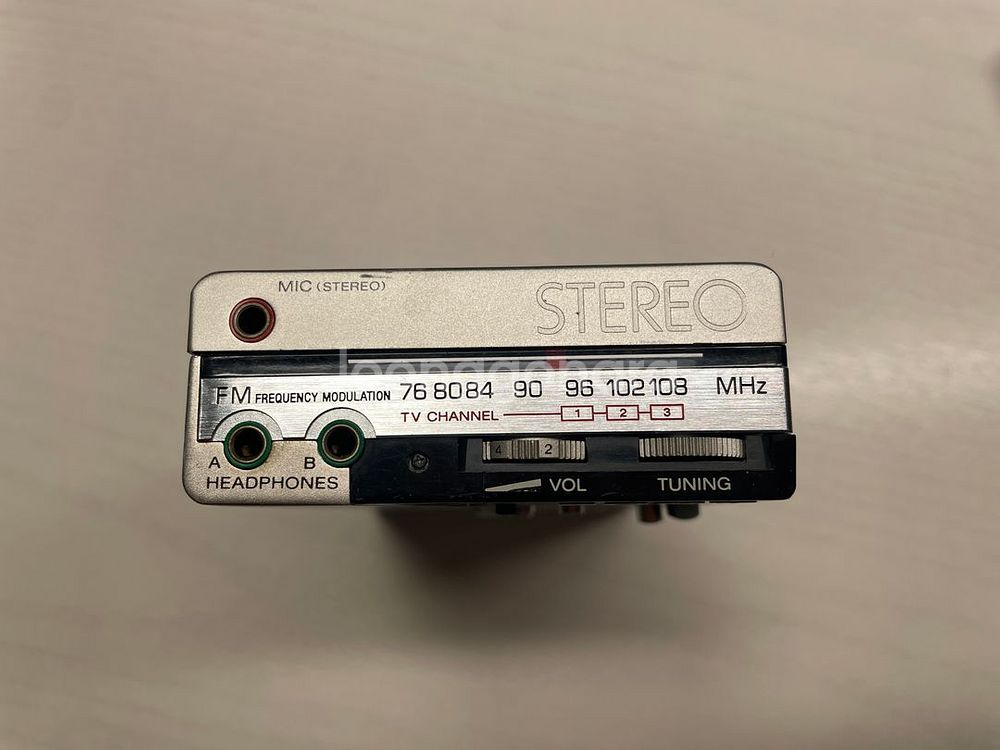 MIC (STEREO)
STEREO
FM FREQUENCY MODULATION 76 80 84 90 96 102 108 MHz
TV CHANNEL 1 2 3
A B
4 2
HEADPHONES
VOL
TUNING